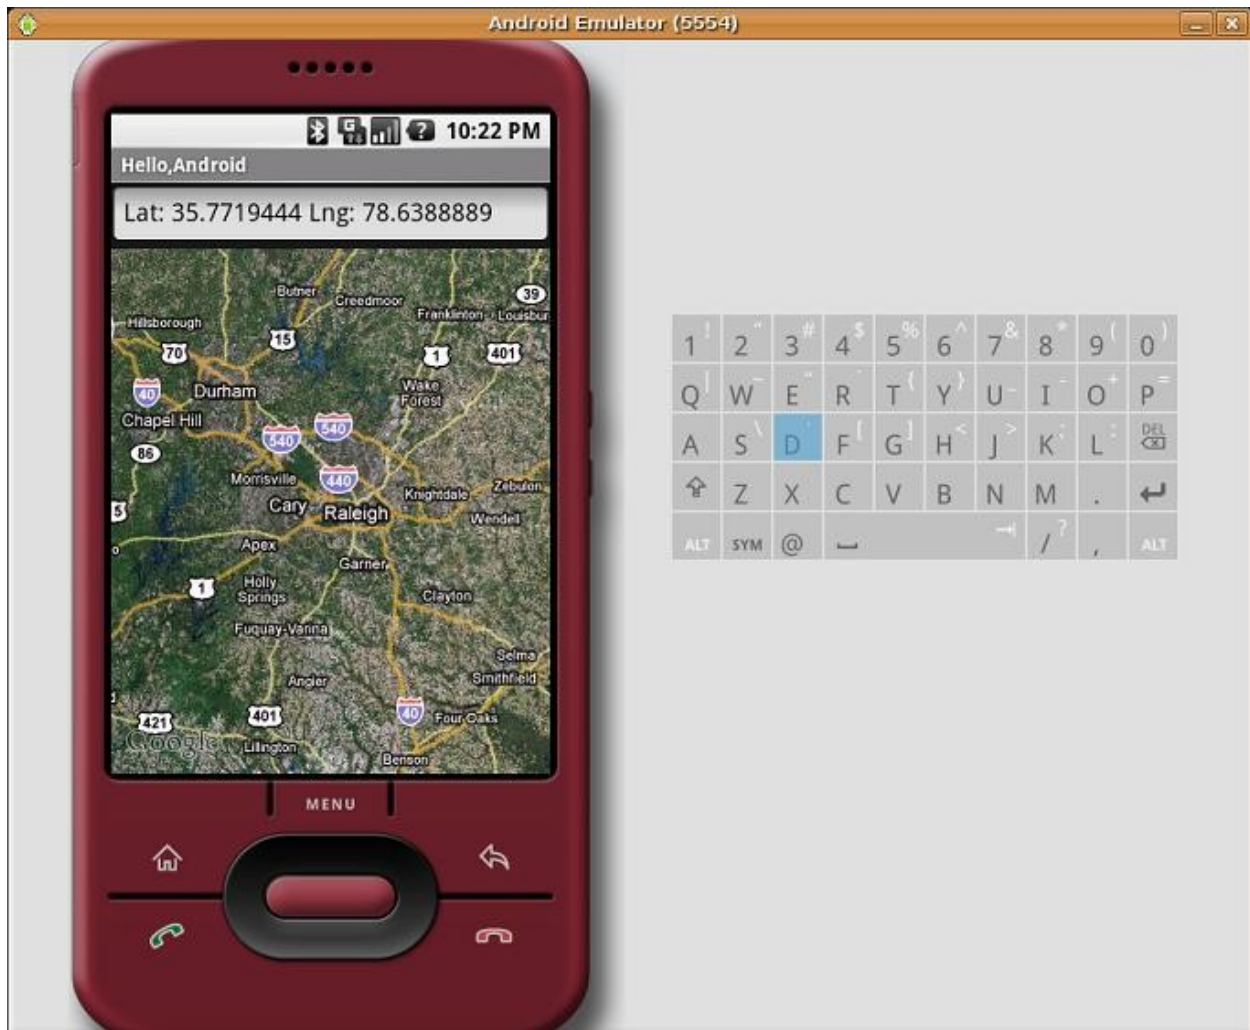 Android Emulator (5554)
10:22 PM
Hello,Android
Lat: 35.7719444 Lng: 78.6388889
Butner
Creedmoor
39
Franklinton
Louisbur
Hillsborough
15
70
1
401
40
Durham
Wake
Forest
Chapel Hill
540
540
86
Morrisville
440
Knightdale
Zebulon
Cary
Raleigh
5
Wendell
o
Apex
Garner
1
Holly
Springs
Clayton
Fuquay-Varina
Selma
Smithfield
Angier
421
401
40
Four Oaks
Google
Lillington
Benson
MENU
1 ! 2 " 3 # 4 $ 5 % 6 ^ 7 & 8 * 9 ( 0 )
Q | W ~ E " R ` T { Y } U _ I - O + P =
A S \ D ' F [ G ] H < J > K ; L : DEL
Z X C V B N M .
ALT SYM @ / ? , ALT